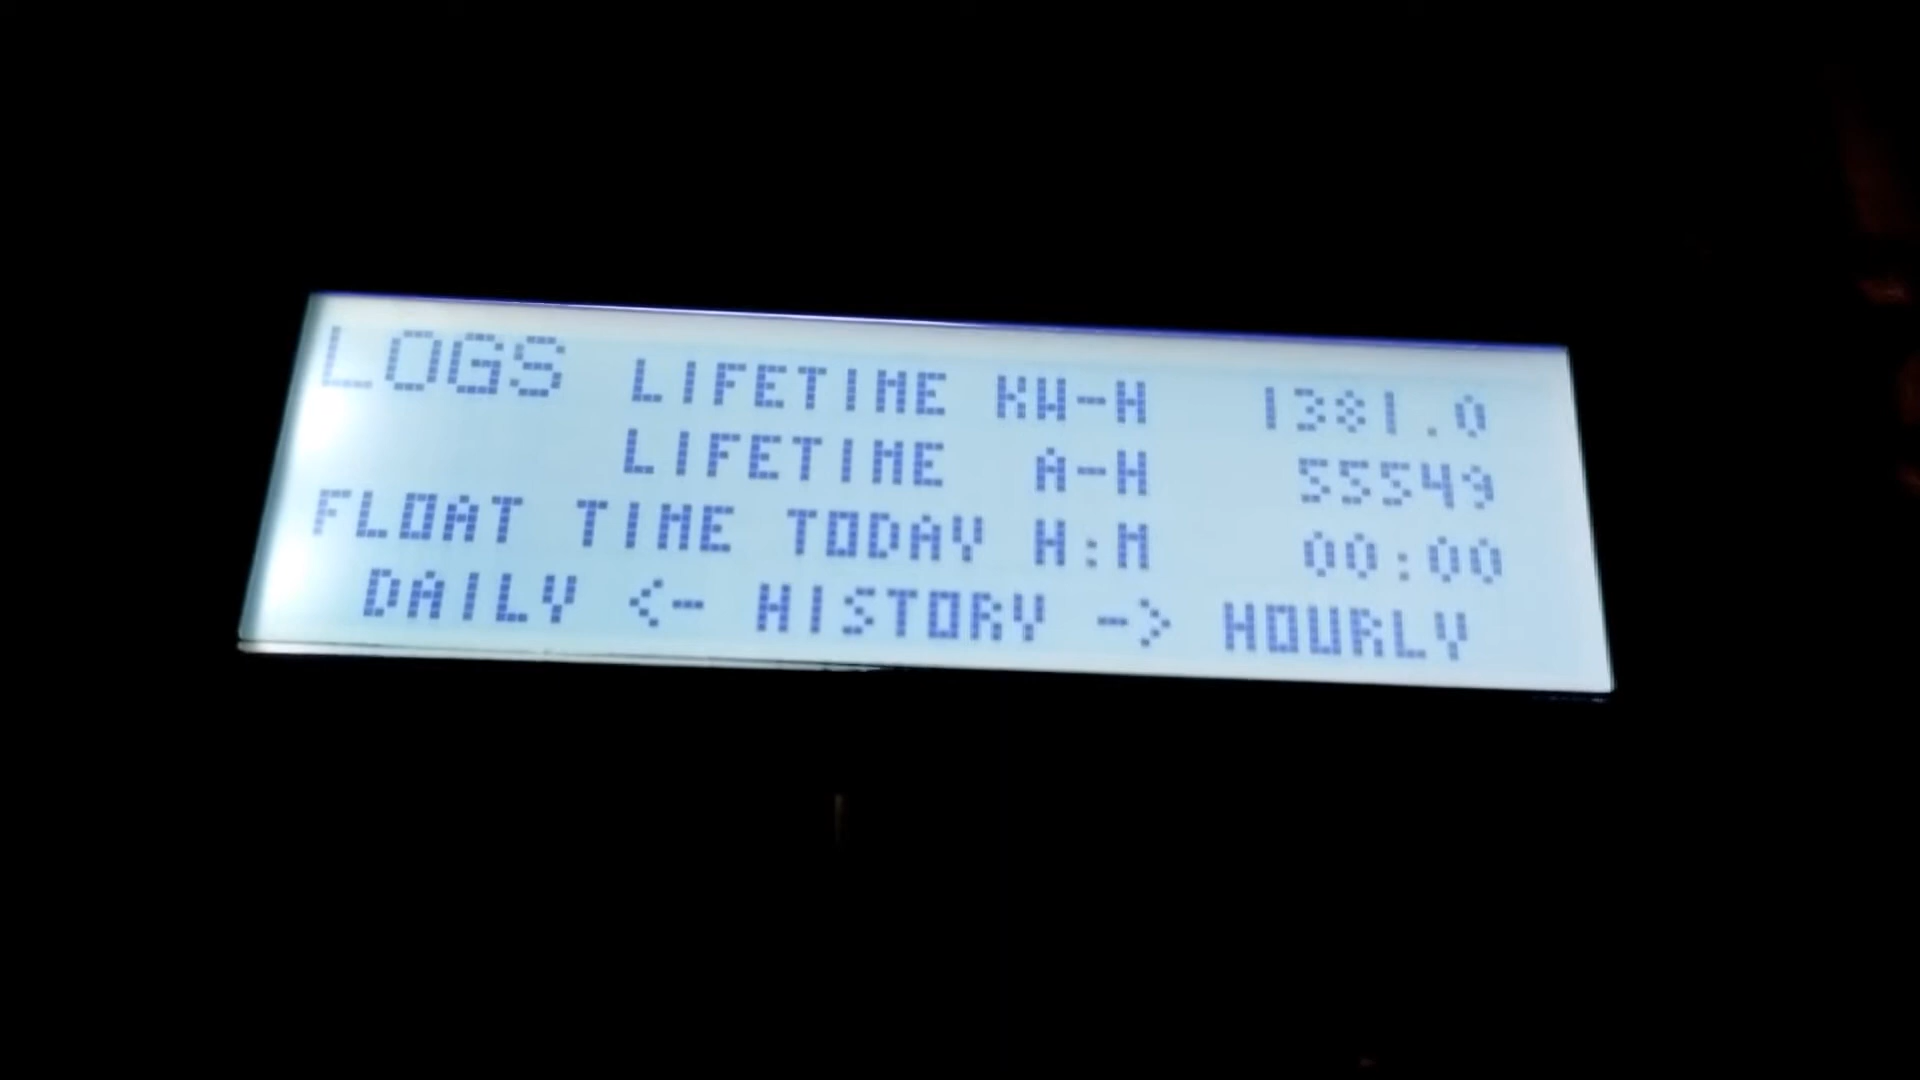 LOGS LIFETIME KW-H 1381.0
LIFETIME A-H 55549
FLOAT TIME TODAY H:M 00:00
DAILY <- HISTORY -> HOURLY